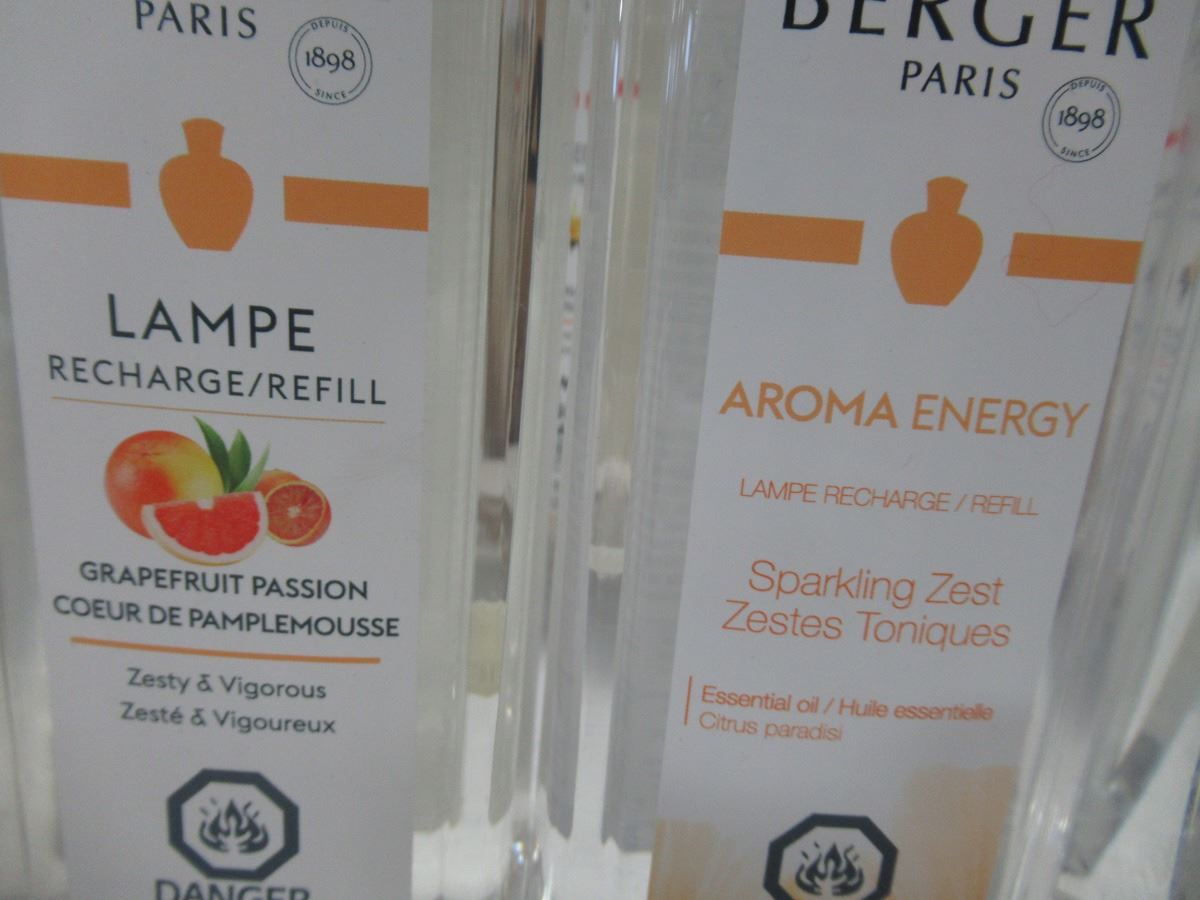 PARIS
DEPUIS
1898
SINCE
LAMPE
RECHARGE/REFILL
GRAPEFRUIT PASSION
COEUR DE PAMPLEMOUSSE
Zesty & Vigorous
Zesté & Vigoureux
DANGER
BERGER
PARIS
DEPUIS
1898
SINCE
AROMA ENERGY
LAMPE RECHARGE / REFILL
Sparkling Zest
Zestes Toniques
Essential oil / Huile essentielle
Citrus paradisi